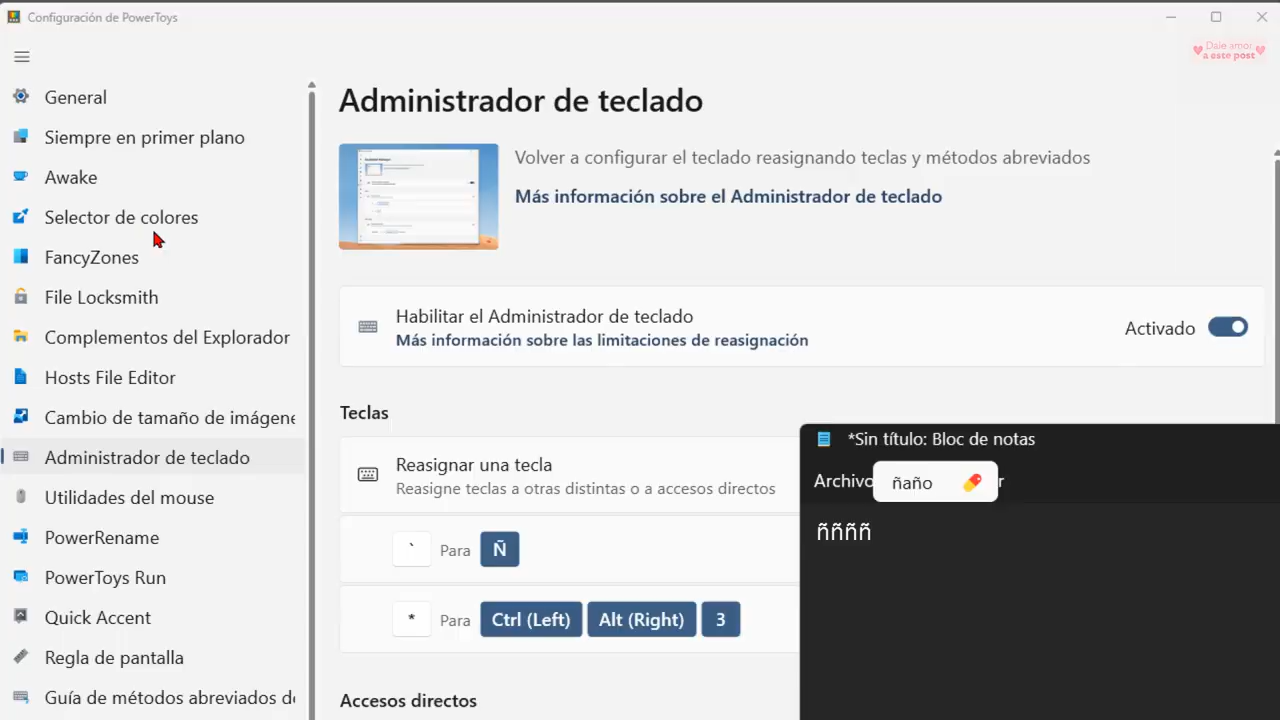 Configuración de PowerToys
Dale amor
a este post
General
Siempre en primer plano
Awake
Selector de colores
FancyZones
File Locksmith
Complementos del Explorador
Hosts File Editor
Cambio de tamaño de imágene
Administrador de teclado
Utilidades del mouse
PowerRename
PowerToys Run
Quick Accent
Regla de pantalla
Guía de métodos abreviados de
Administrador de teclado
Volver a configurar el teclado reasignando teclas y métodos abreviados
Más información sobre el Administrador de teclado
Habilitar el Administrador de teclado
Más información sobre las limitaciones de reasignación
Activado
Teclas
Reasignar una tecla
Reasigne teclas a otras distintas o a accesos directos
` Para Ñ
* Para Ctrl (Left) Alt (Right) 3
Accesos directos
*Sin título: Bloc de notas
Archivo r
ñaño
ññññ